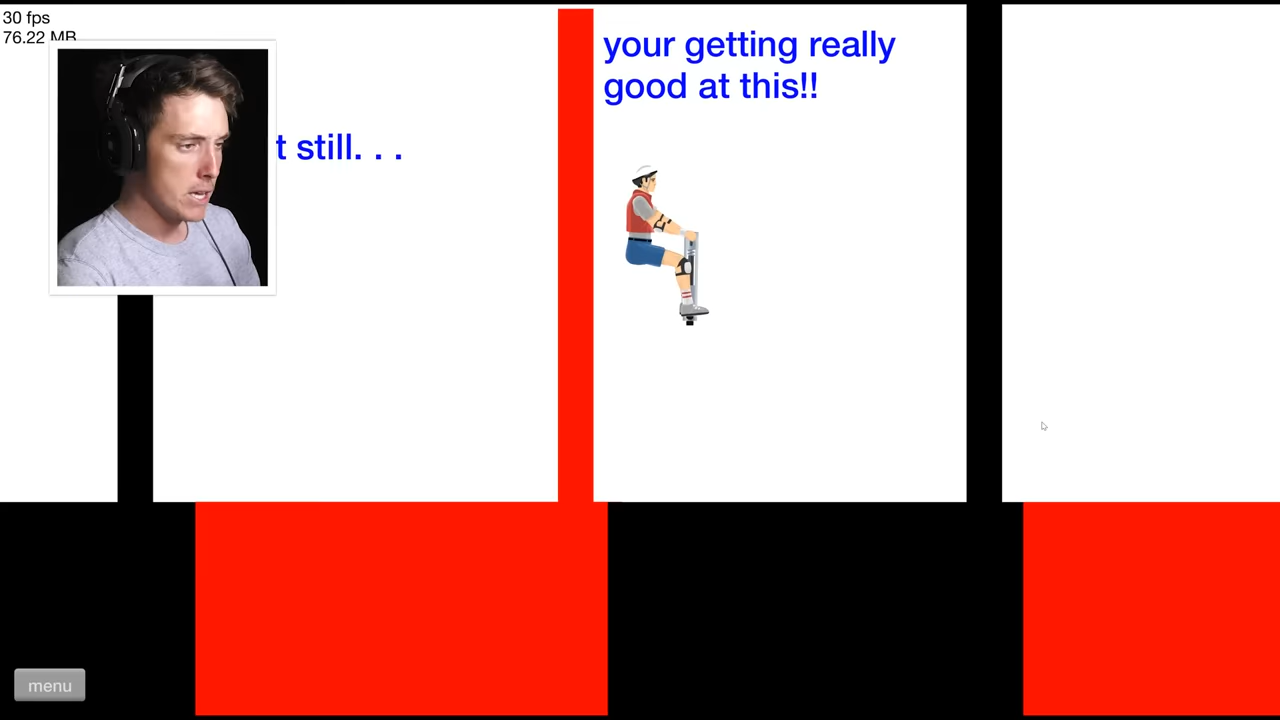 30 fps
76.22 MB
your getting really
good at this!!
t still. . .
menu